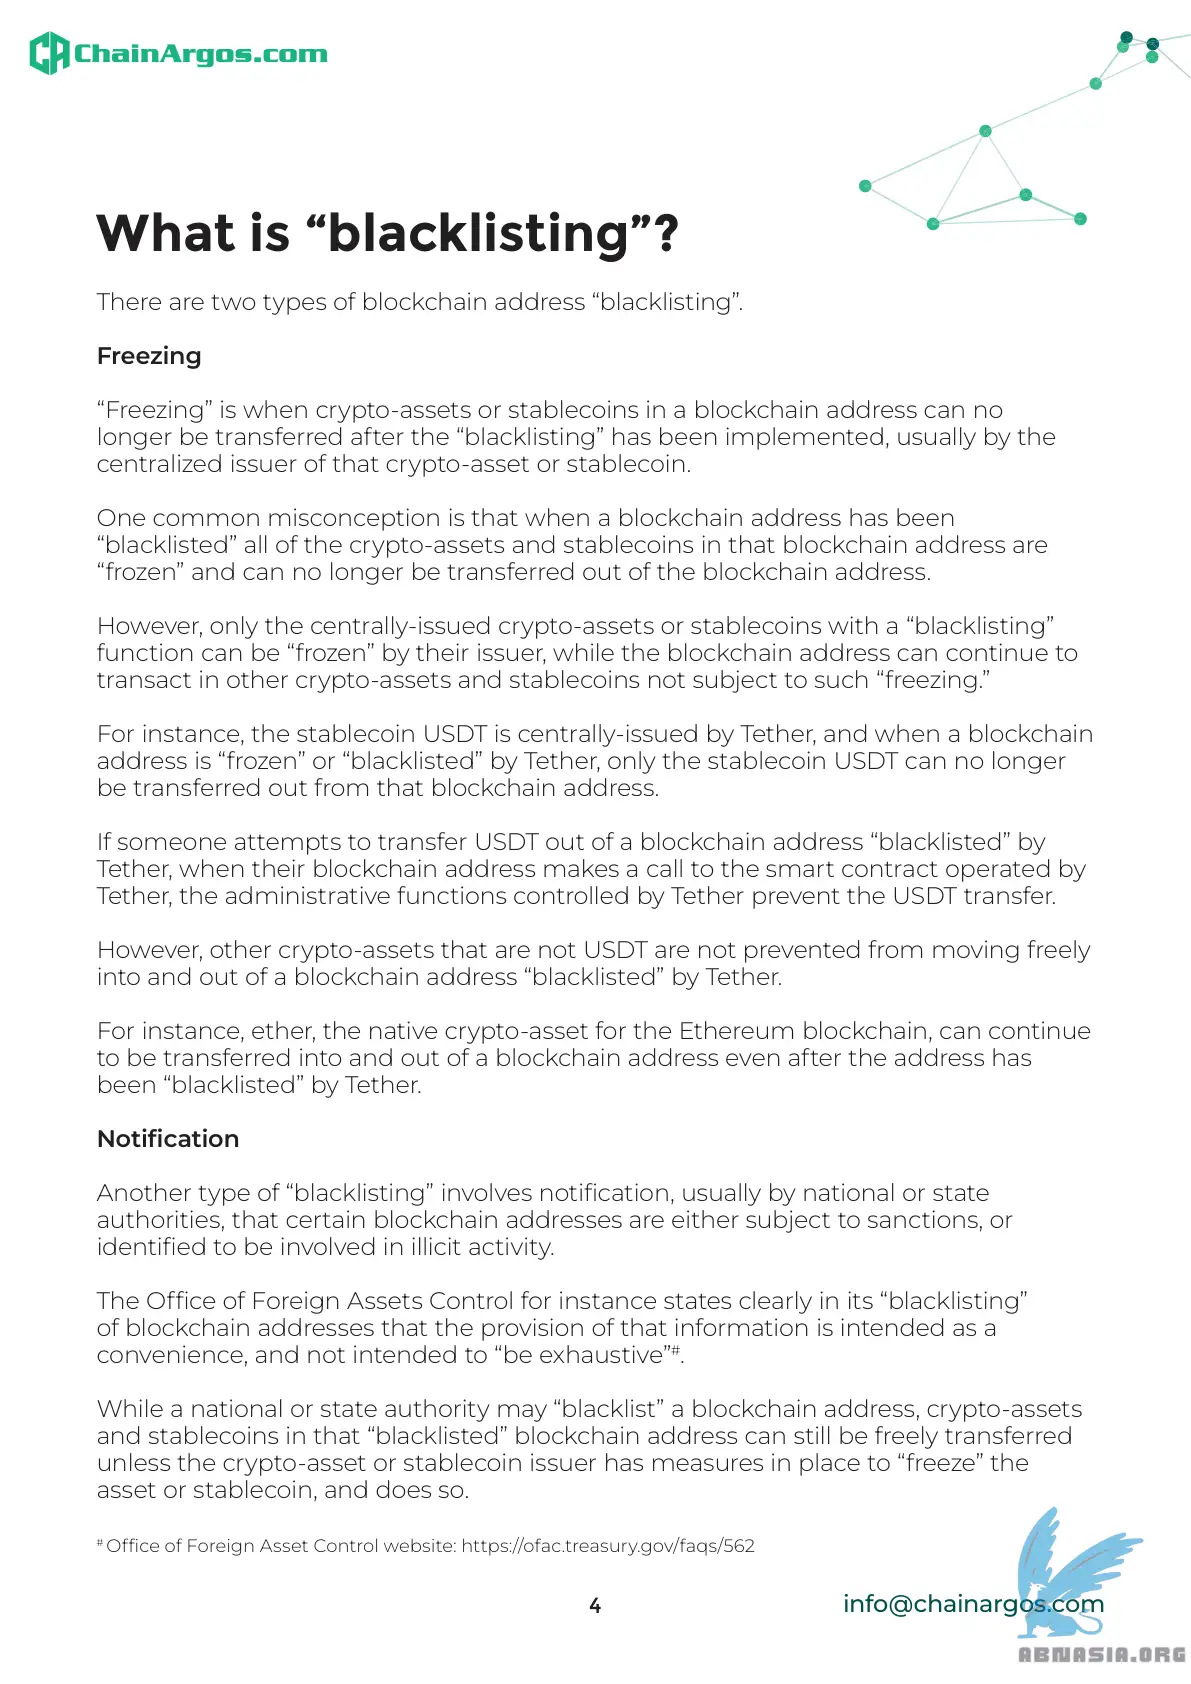 ChainArgos.com
What is “blacklisting”?
There are two types of blockchain address “blacklisting”.
Freezing
“Freezing” is when crypto-assets or stablecoins in a blockchain address can no
longer be transferred after the “blacklisting” has been implemented, usually by the
centralized issuer of that crypto-asset or stablecoin.
One common misconception is that when a blockchain address has been
“blacklisted” all of the crypto-assets and stablecoins in that blockchain address are
“frozen” and can no longer be transferred out of the blockchain address.
However, only the centrally-issued crypto-assets or stablecoins with a “blacklisting”
function can be “frozen” by their issuer, while the blockchain address can continue to
transact in other crypto-assets and stablecoins not subject to such “freezing.”
For instance, the stablecoin USDT is centrally-issued by Tether, and when a blockchain
address is “frozen” or “blacklisted” by Tether, only the stablecoin USDT can no longer
be transferred out from that blockchain address.
If someone attempts to transfer USDT out of a blockchain address “blacklisted” by
Tether, when their blockchain address makes a call to the smart contract operated by
Tether, the administrative functions controlled by Tether prevent the USDT transfer.
However, other crypto-assets that are not USDT are not prevented from moving freely
into and out of a blockchain address “blacklisted” by Tether.
For instance, ether, the native crypto-asset for the Ethereum blockchain, can continue
to be transferred into and out of a blockchain address even after the address has
been “blacklisted” by Tether.
Notification
Another type of “blacklisting” involves notification, usually by national or state
authorities, that certain blockchain addresses are either subject to sanctions, or
identified to be involved in illicit activity.
The Office of Foreign Assets Control for instance states clearly in its “blacklisting”
of blockchain addresses that the provision of that information is intended as a
convenience, and not intended to “be exhaustive”#.
While a national or state authority may “blacklist” a blockchain address, crypto-assets
and stablecoins in that “blacklisted” blockchain address can still be freely transferred
unless the crypto-asset or stablecoin issuer has measures in place to “freeze” the
asset or stablecoin, and does so.
# Office of Foreign Asset Control website: https://ofac.treasury.gov/faqs/562
4
info@chainargos.com
ABNASIA.ORG